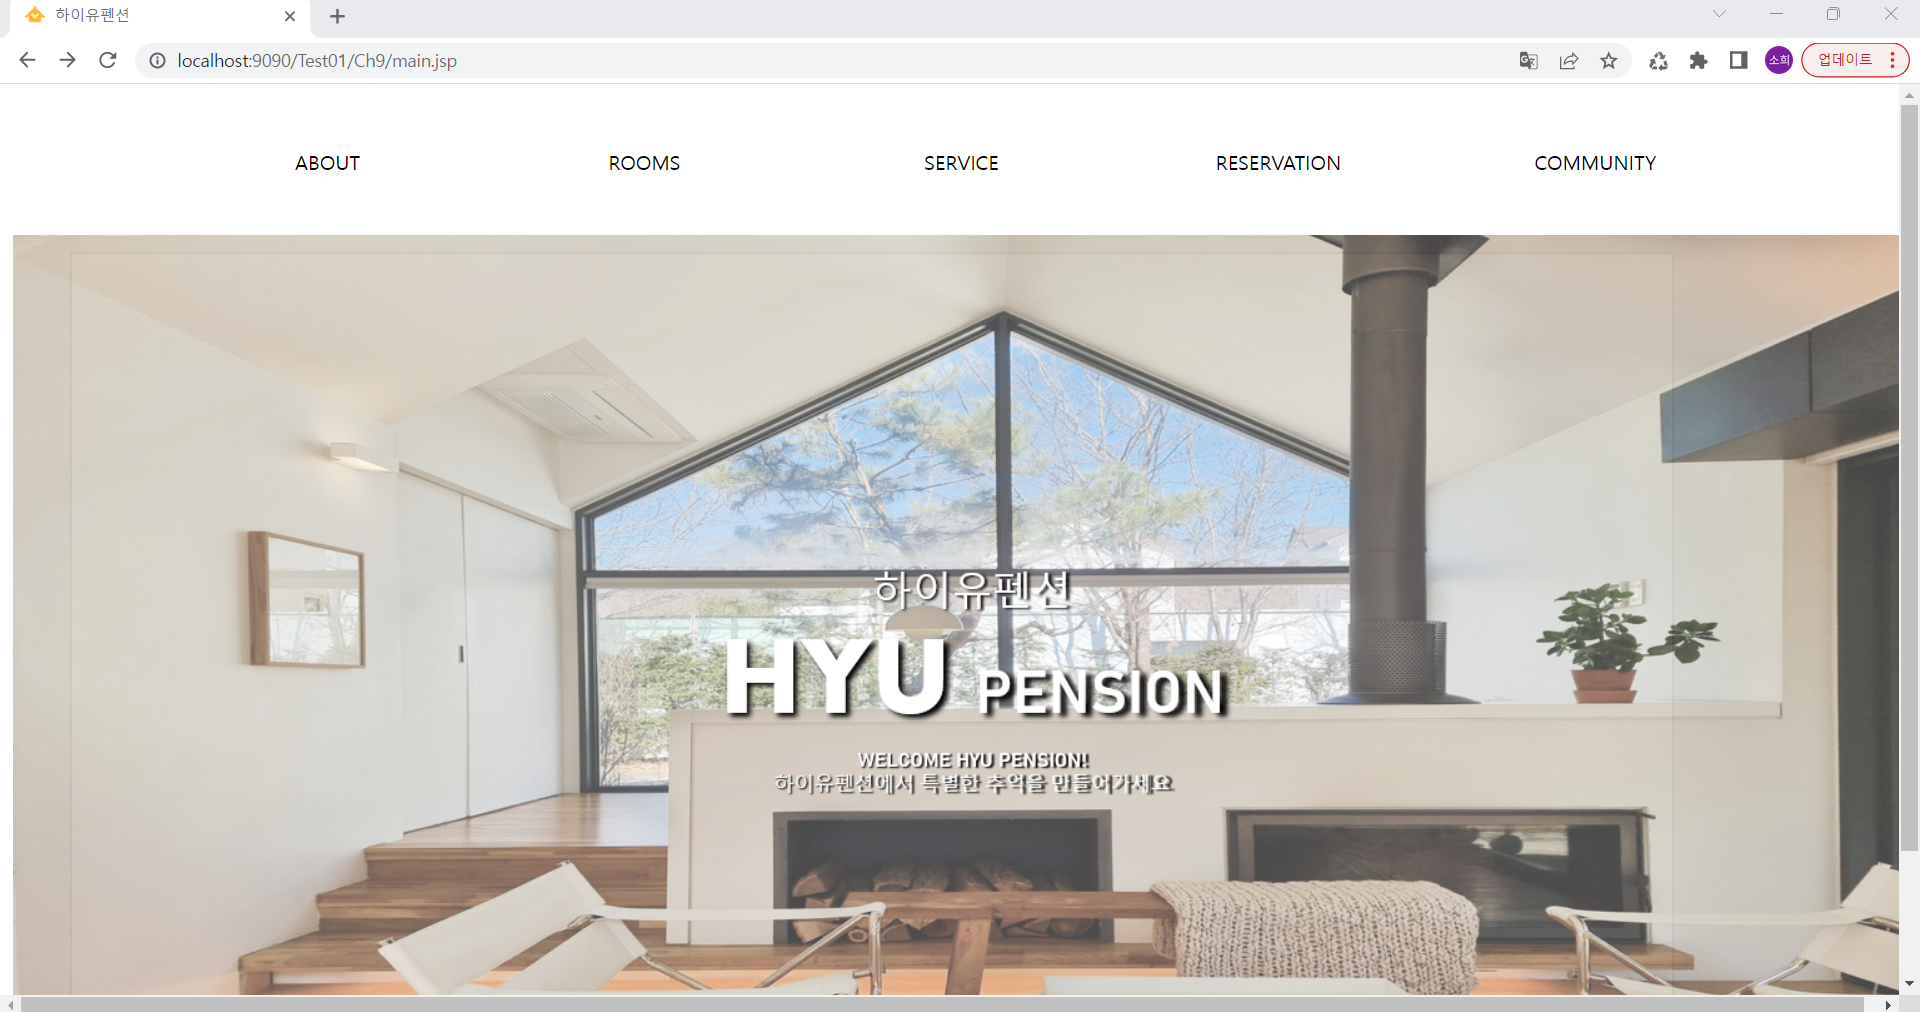 하이유펜션
localhost:9090/Test01/Ch9/main.jsp
소희
업데이트
ABOUT ROOMS SERVICE RESERVATION COMMUNITY
하이유펜션
HYU PENSION
WELCOME HYU PENSION!
하이유펜션에서 특별한 추억을 만들어가세요